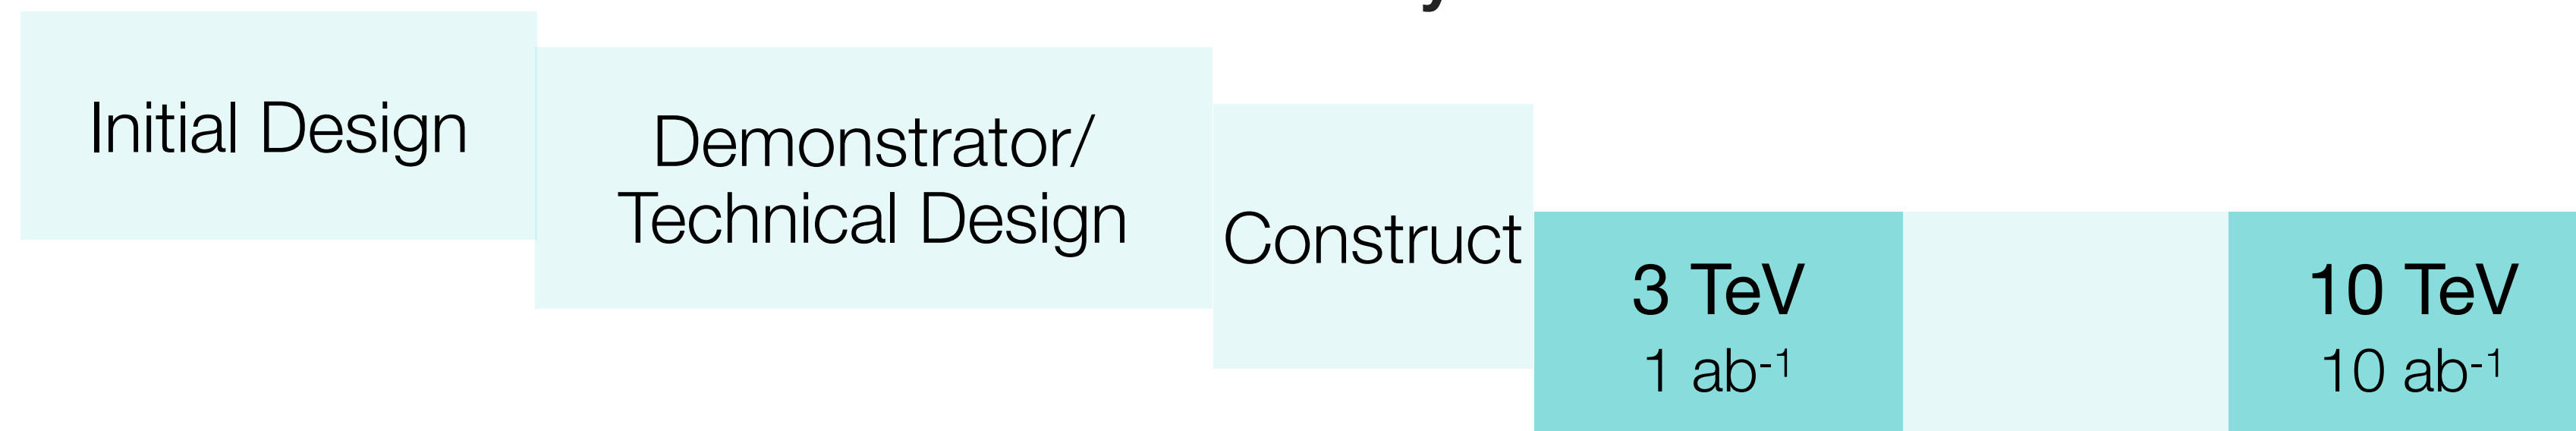 Initial Design
Demonstrator/
Technical Design
Construct
3 TeV
1 ab⁻¹
10 TeV
10 ab⁻¹